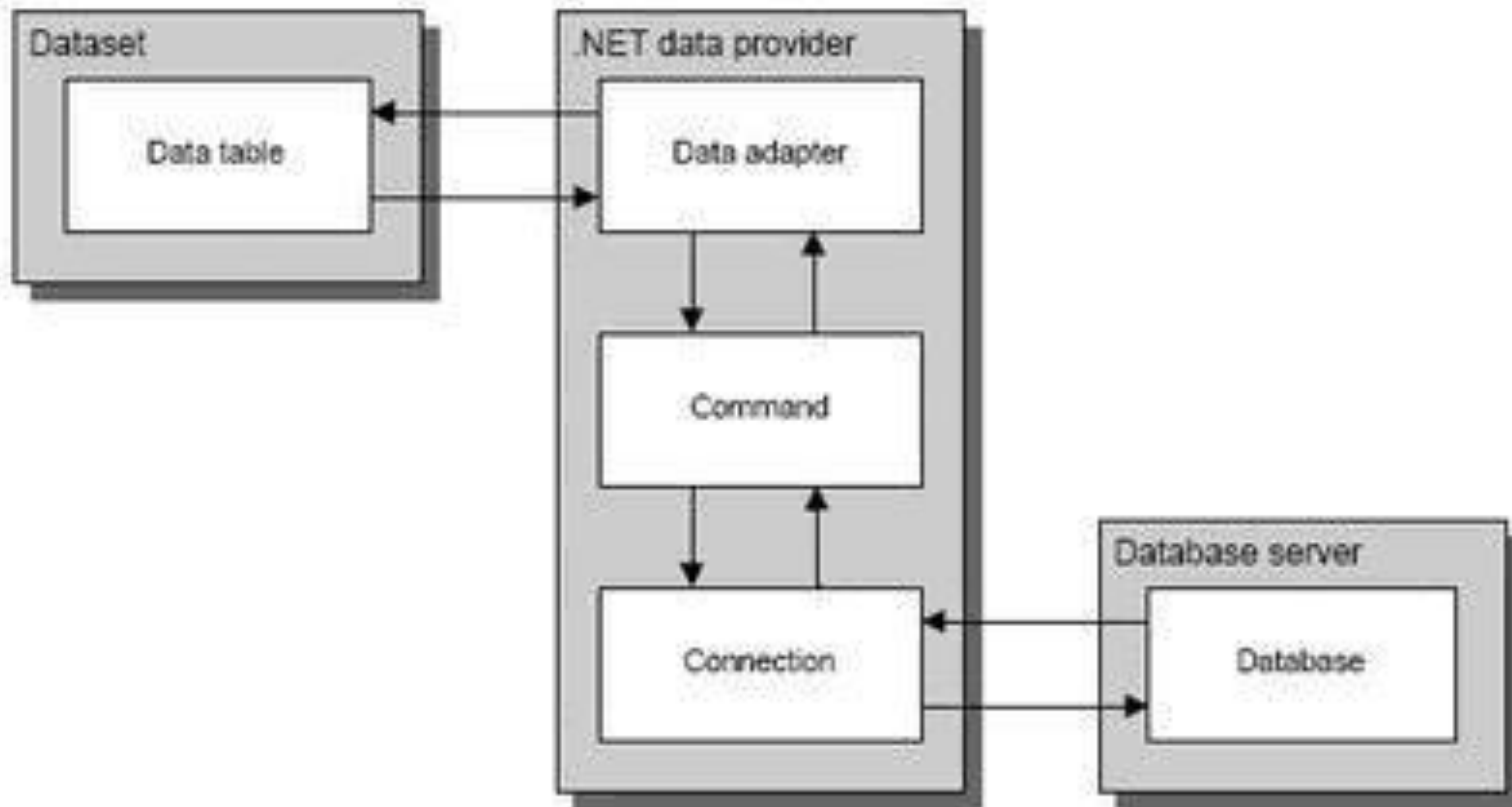 Dataset
Data table
.NET data provider
Data adapter
Command
Connection
Database server
Database